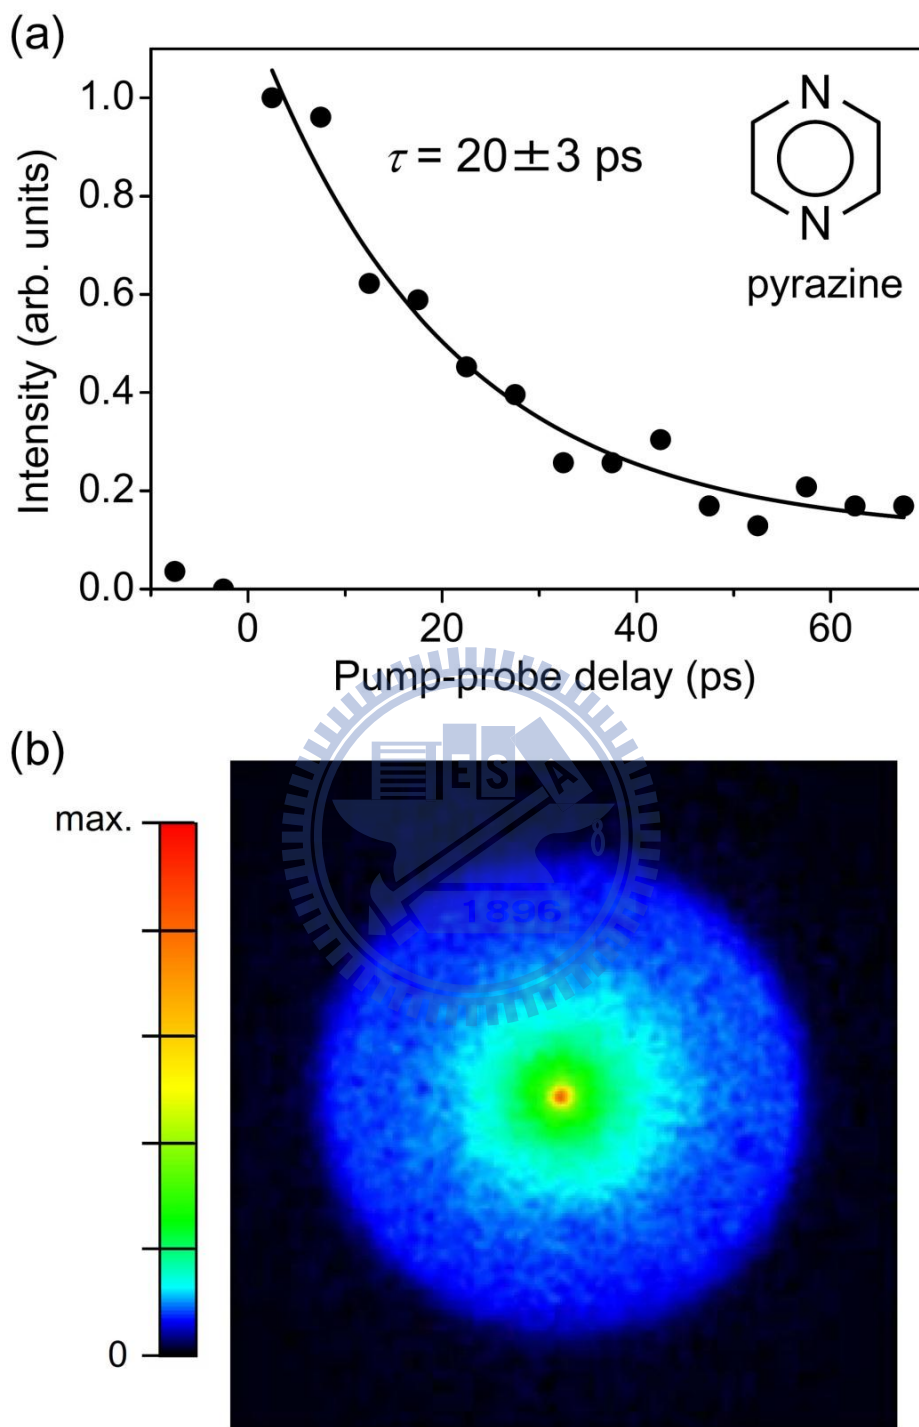 (a)
1.0
0.8
0.6
0.4
0.2
0.0
Intensity (arb. units)
τ = 20±3 ps
N
N
pyrazine
0
20
40
60
Pump-probe delay (ps)
(b)
max.
0
E S A
1896